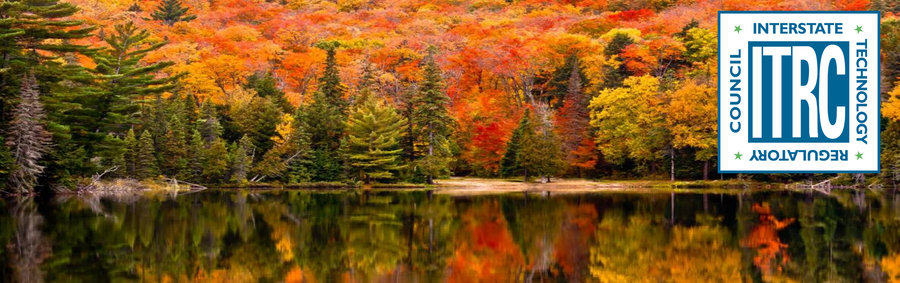 INTERSTATE
COUNCIL
ITRC
TECHNOLOGY
REGULATORY